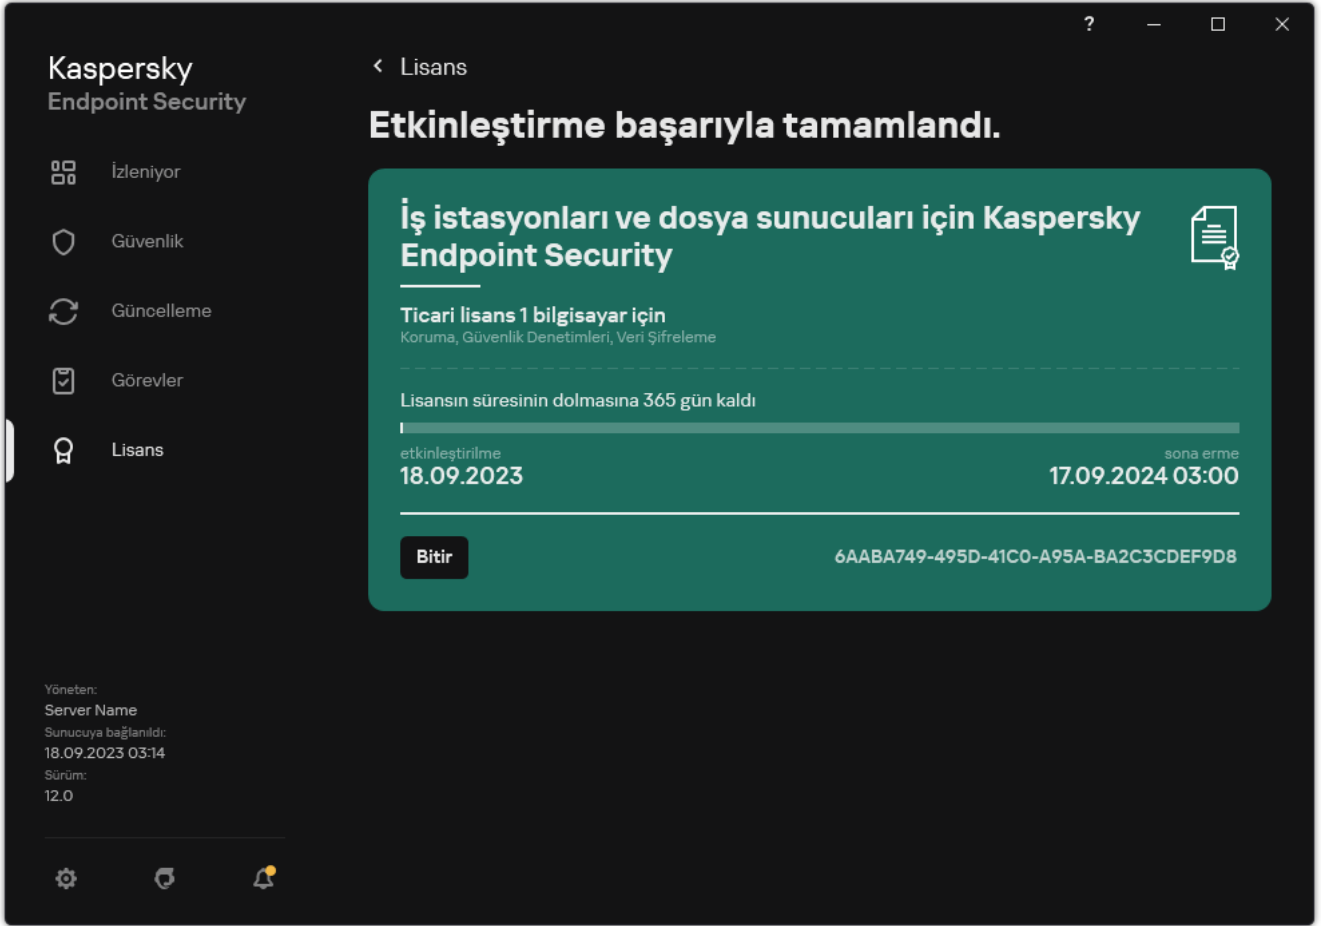 ?
Kaspersky
Endpoint Security
İzleniyor
Güvenlik
Güncelleme
Görevler
Lisans
Yöneten:
Server Name
Sunucuya bağlanıldı:
18.09.2023 03:14
Sürüm:
12.0
Lisans
Etkinleştirme başarıyla tamamlandı.
İş istasyonları ve dosya sunucuları için Kaspersky
Endpoint Security
Ticari lisans 1 bilgisayar için
Koruma, Güvenlik Denetimleri, Veri Şifreleme
Lisansın süresinin dolmasına 365 gün kaldı
etkinleştirilme
18.09.2023
sona erme
17.09.2024 03:00
Bitir
6AABA749-495D-41C0-A95A-BA2C3CDEF9D8